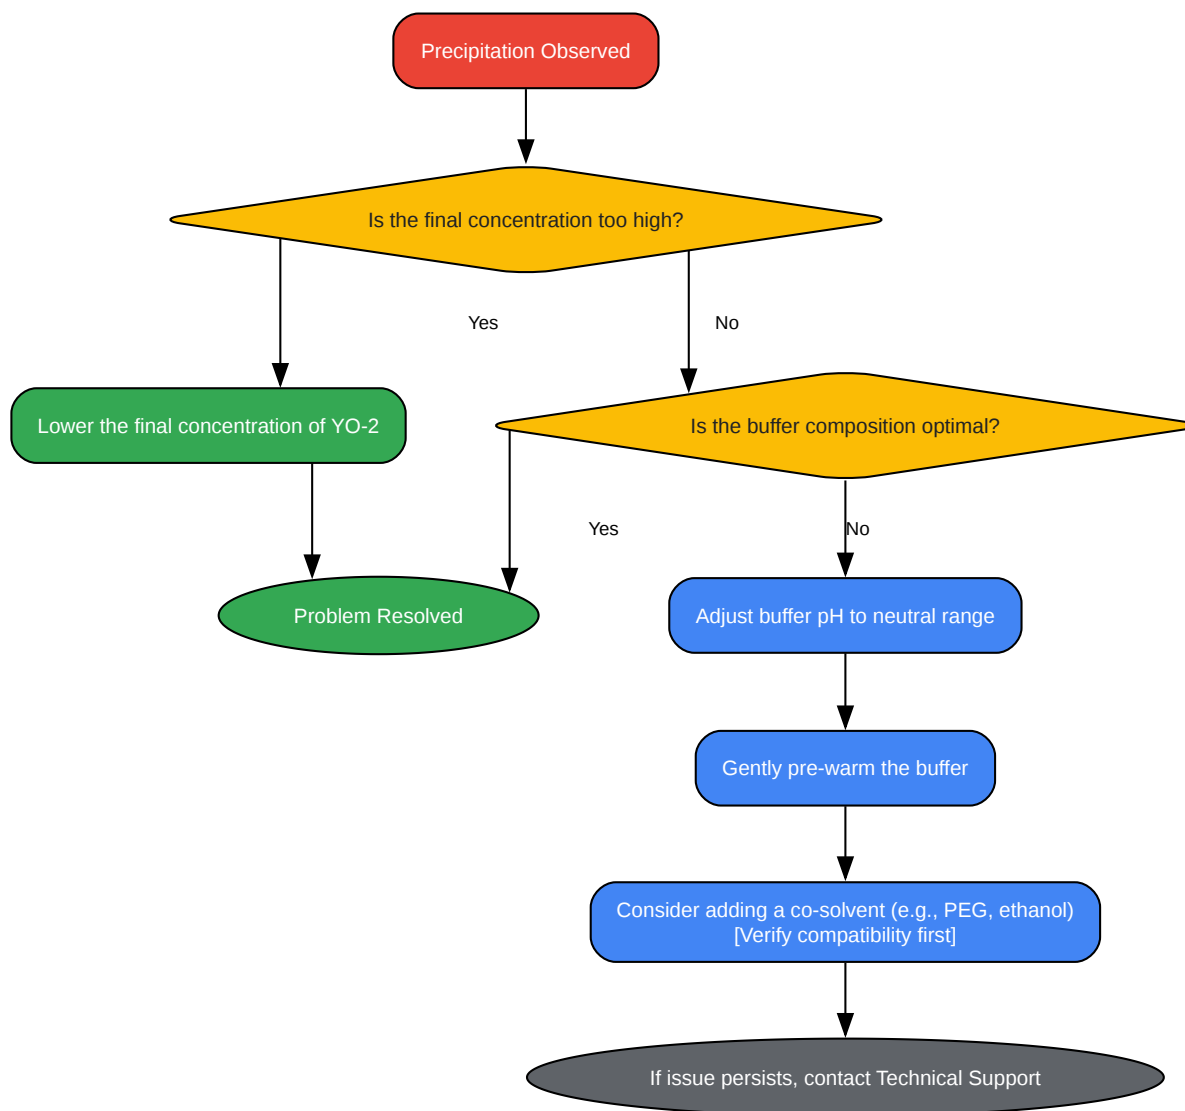 Precipitation Observed
Is the final concentration too high?
Yes
No
Lower the final concentration of YO-2
Is the buffer composition optimal?
Yes
No
Problem Resolved
Adjust buffer pH to neutral range
Gently pre-warm the buffer
Consider adding a co-solvent (e.g., PEG, ethanol)
[Verify compatibility first]
If issue persists, contact Technical Support